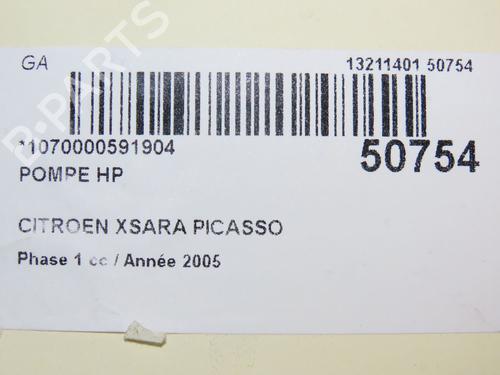 GA 13211401 50754
*1070000591904 50754
POMPE HP
CITROEN XSARA PICASSO
Phase 1 cc / Année 2005
B-PARTS